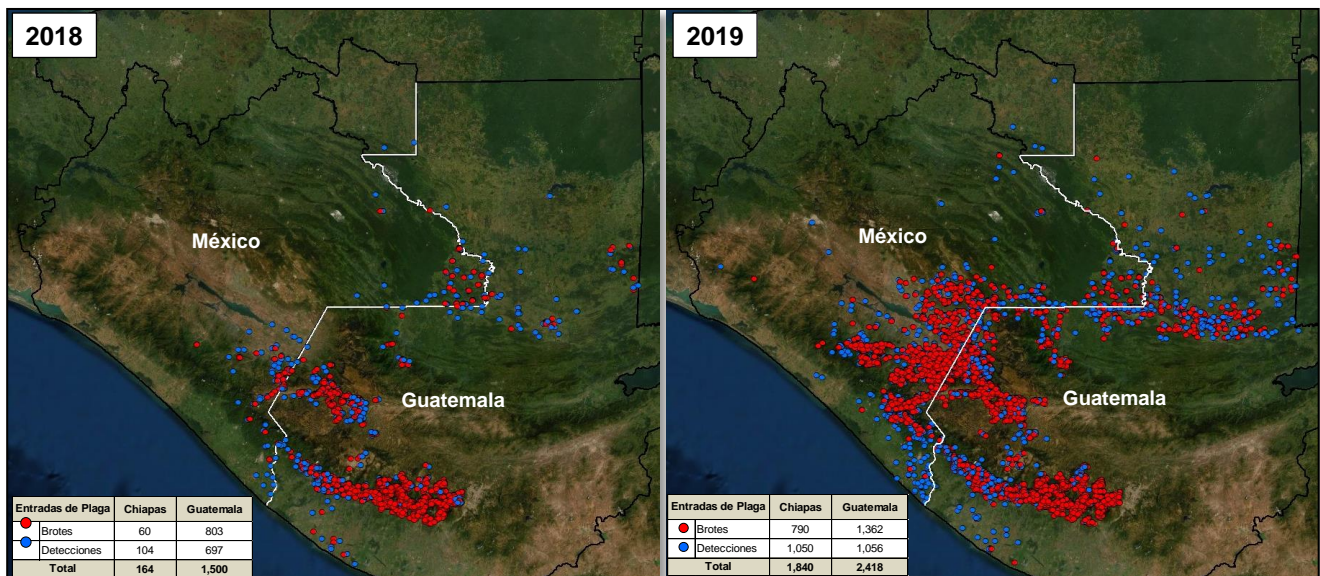 2018
México
Guatemala
Entradas de Plaga Chiapas Guatemala
Brotes 60 803
Detecciones 104 697
Total 164 1,500
2019
México
Guatemala
Entradas de Plaga Chiapas Guatemala
Brotes 790 1,362
Detecciones 1,050 1,056
Total 1,840 2,418